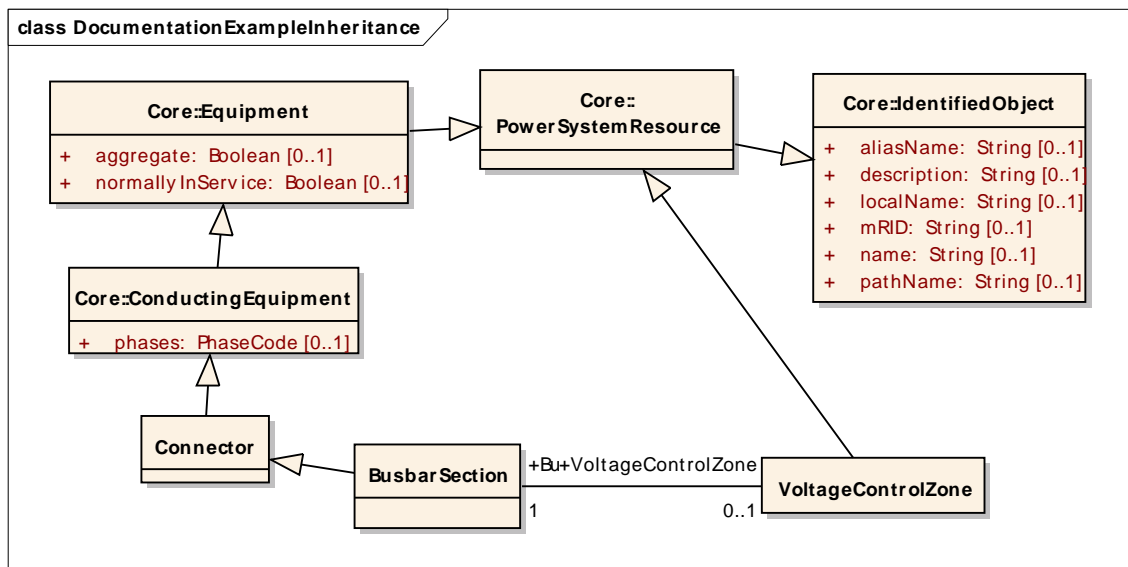 class DocumentationExampleInheritance
Core::Equipment
+ aggregate: Boolean [0..1]
+ normallyInService: Boolean [0..1]
Core::
PowerSystemResource
Core::IdentifiedObject
+ aliasName: String [0..1]
+ description: String [0..1]
+ localName: String [0..1]
+ mRID: String [0..1]
+ name: String [0..1]
+ pathName: String [0..1]
Core::ConductingEquipment
+ phases: PhaseCode [0..1]
Connector
BusbarSection
+Bu+VoltageControlZone
1
0..1
VoltageControlZone